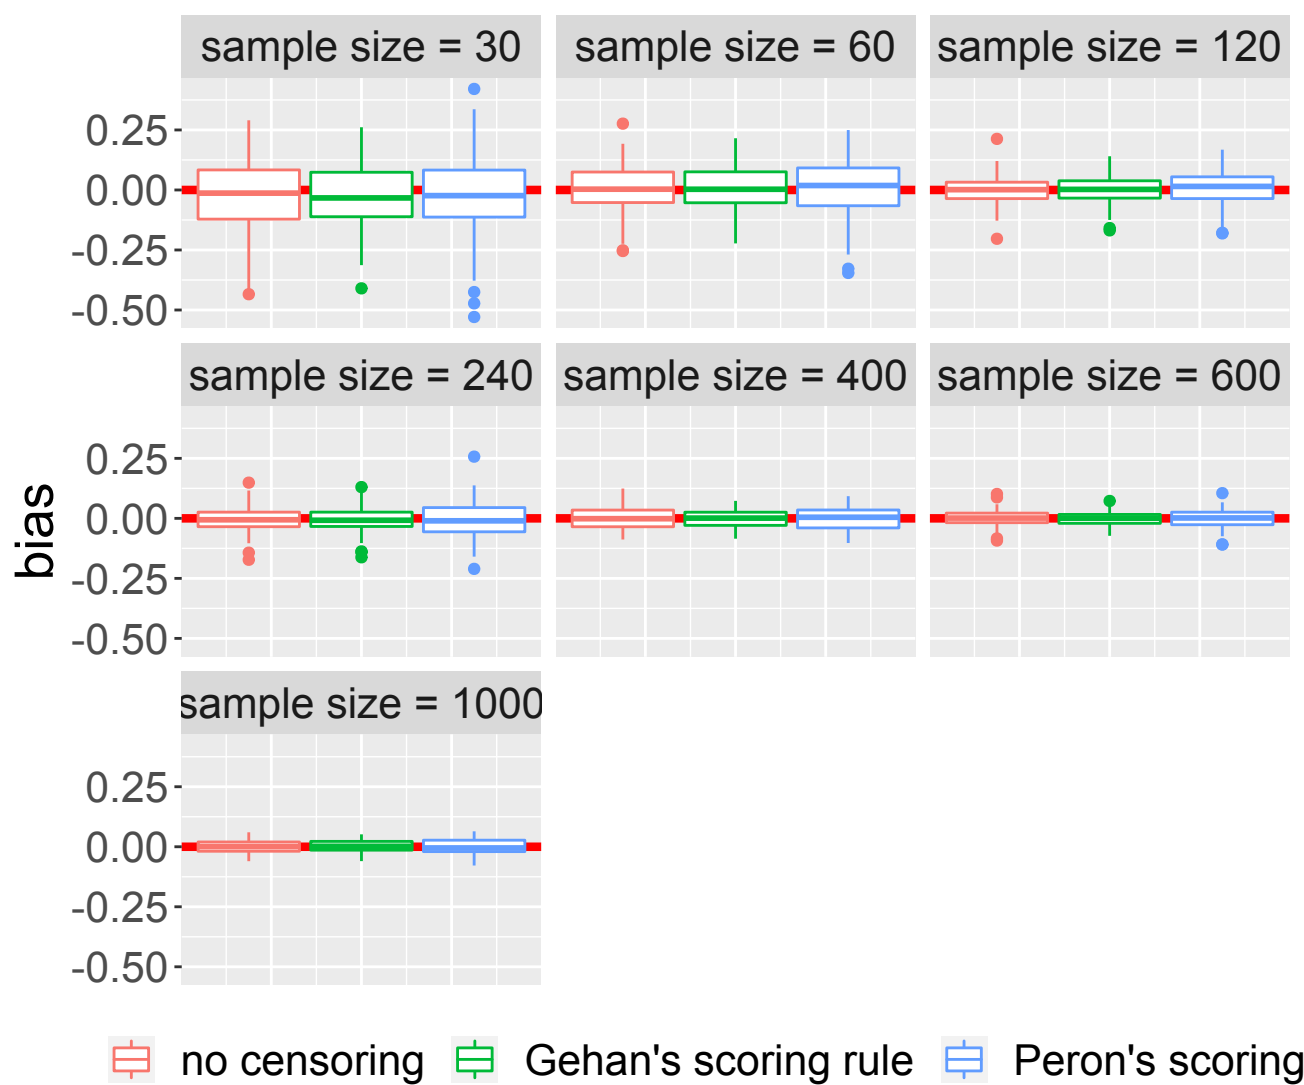 sample size = 30
sample size = 60
sample size = 120
0.25
0.00
-0.25
-0.50
sample size = 240
sample size = 400
sample size = 600
0.25
0.00
-0.25
-0.50
bias
sample size = 1000
0.25
0.00
-0.25
-0.50
no censoring
Gehan's scoring rule
Peron's scoring